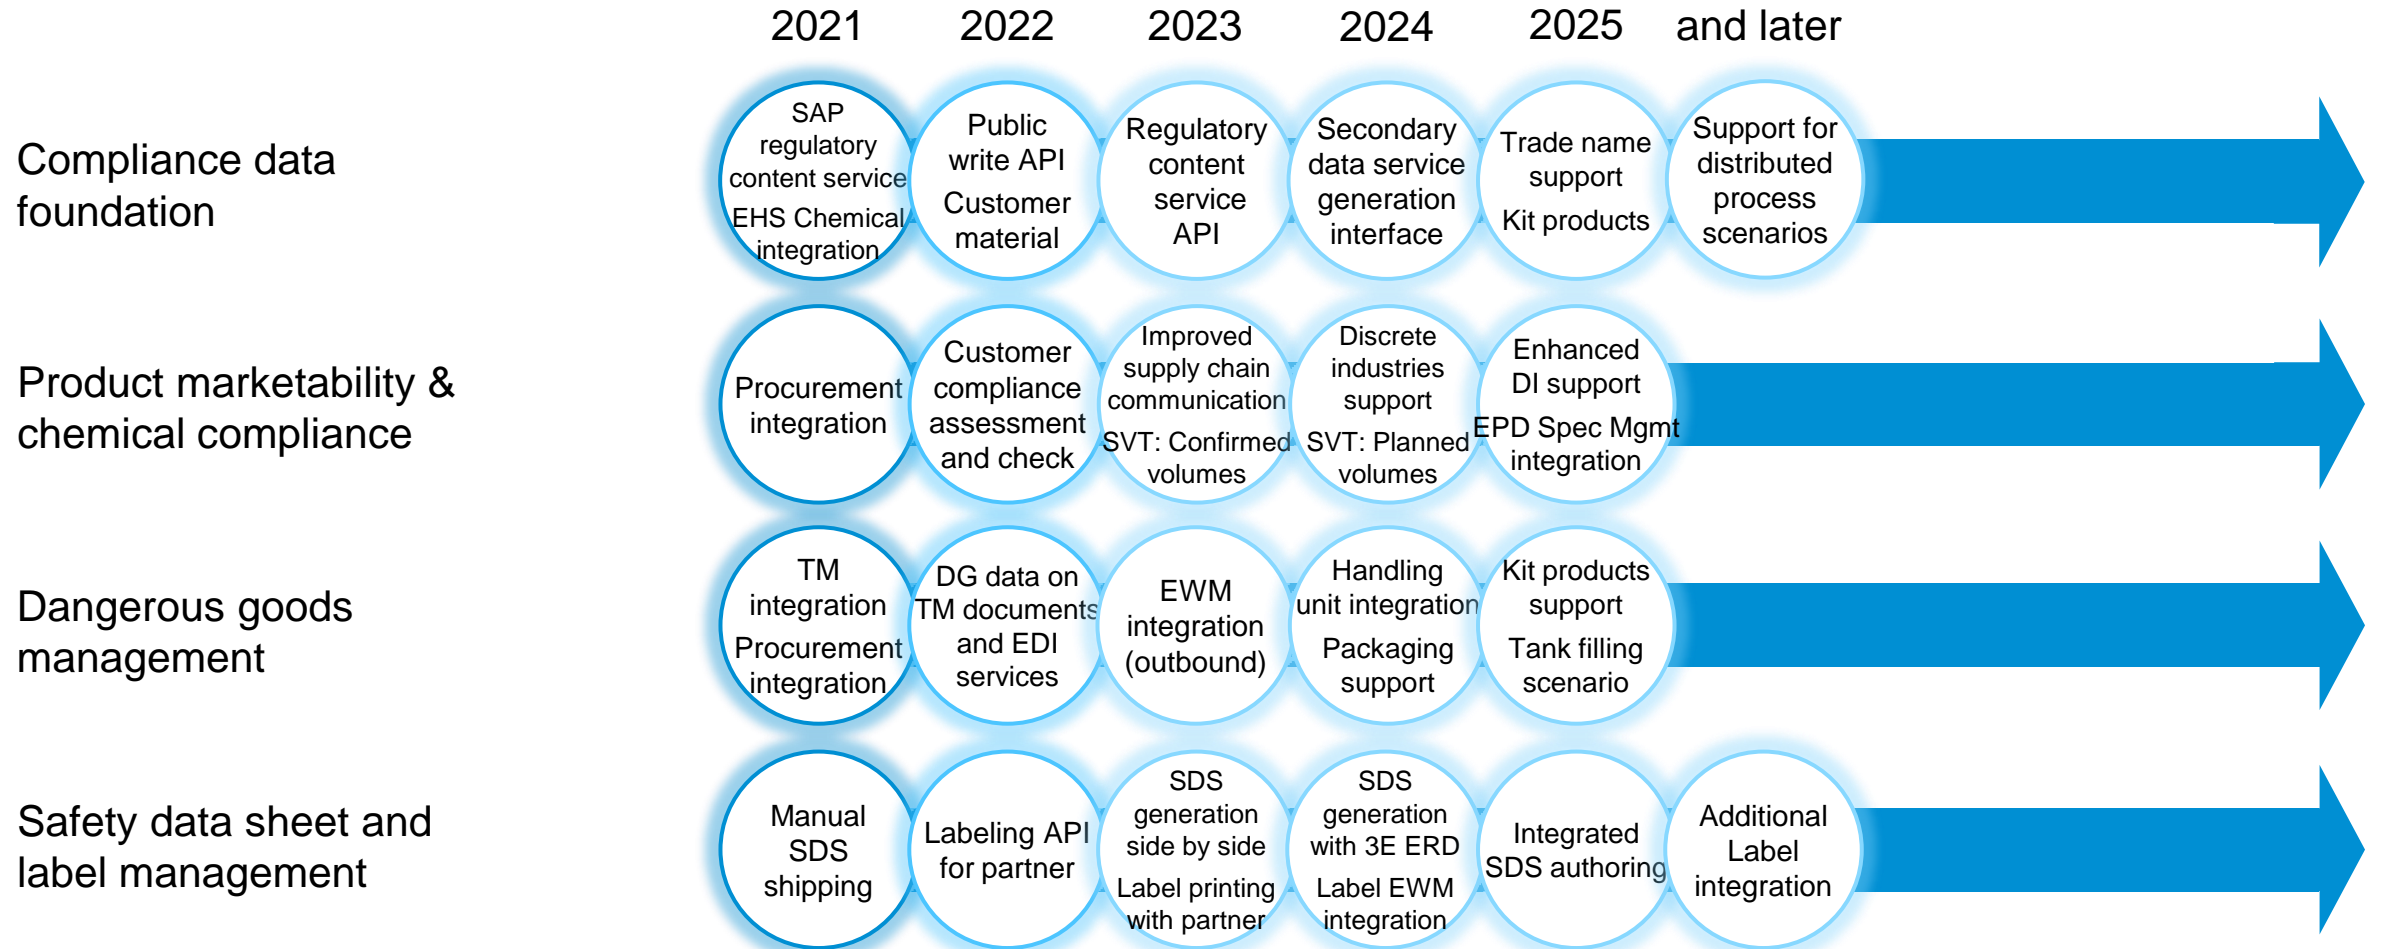 2021
2022
2023
2024
2025
and later
Compliance data
foundation
SAP
regulatory
content service
EHS Chemical
integration
Public
write API
Customer
material
Regulatory
content
service
API
Secondary
data service
generation
interface
Trade name
support
Kit products
Support for
distributed
process
scenarios
Product marketability &
chemical compliance
Procurement
integration
Customer
compliance
assessment
and check
Improved
supply chain
communication
SVT: Confirmed
volumes
Discrete
industries
support
SVT: Planned
volumes
Enhanced
DI support
EPD Spec Mgmt
integration
Dangerous goods
management
TM
integration
Procurement
integration
DG data on
TM documents
and EDI
services
EWM
integration
(outbound)
Handling
unit integration
Packaging
support
Kit products
support
Tank filling
scenario
Safety data sheet and
label management
Manual
SDS
shipping
Labeling API
for partner
SDS
generation
side by side
Label printing
with partner
SDS
generation
with 3E ERD
Label EWM
integration
Integrated
SDS authoring
Additional
Label
integration